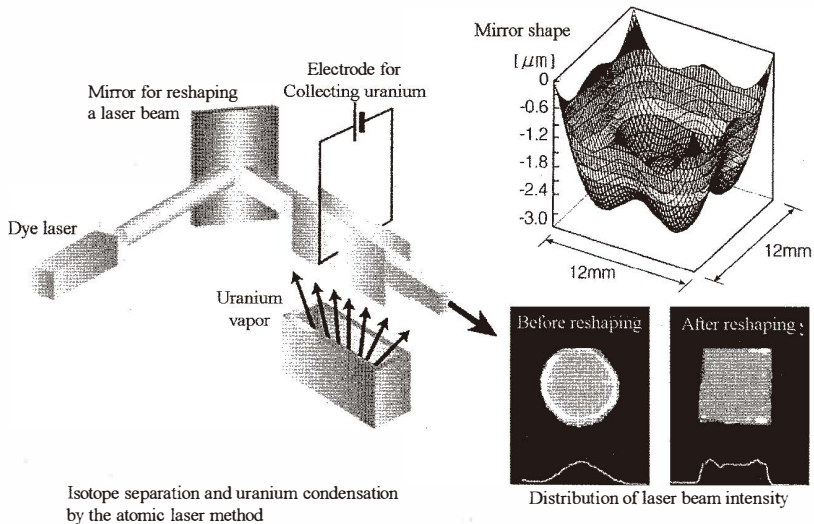 Mirror shape
[μm]
0
-0.6
-1.2
-1.8
-2.4
-3.0
12mm
12mm
Electrode for
Collecting uranium
Mirror for reshaping
a laser beam
Dye laser
Uranium
vapor
Before reshaping
After reshaping
Isotope separation and uranium condensation
by the atomic laser method
Distribution of laser beam intensity